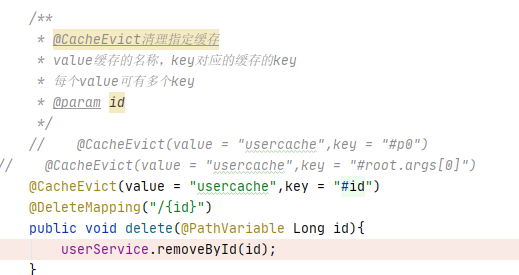 /**
 * @CacheEvict清理指定缓存
 * value缓存的名称，key对应的缓存的key
 * 每个value可有多个key
 * @param id
 */
//    @CacheEvict(value = "usercache",key = "#p0")
//    @CacheEvict(value = "usercache",key = "#root.args[0]")
@CacheEvict(value = "usercache",key = "#id")
@DeleteMapping("/{id}")
public void delete(@PathVariable Long id){
    userService.removeById(id);
}